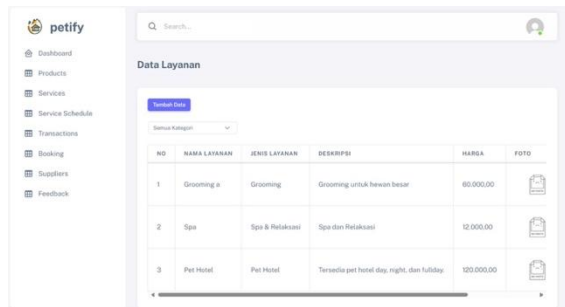 petify
Search...
Dashboard
Products
Services
Service Schedule
Transactions
Booking
Suppliers
Feedback
Data Layanan
Tambah Data
Semua Kategori
NO NAMA LAYANAN JENIS LAYANAN DESKRIPSI HARGA FOTO
1 Grooming a Grooming Grooming untuk hewan besar 60.000,00
2 Spa Spa & Relaksasi Spa dan Relaksasi 12.000,00
3 Pet Hotel Pet Hotel Tersedia pet hotel day, night, dan fullday. 120.000,00